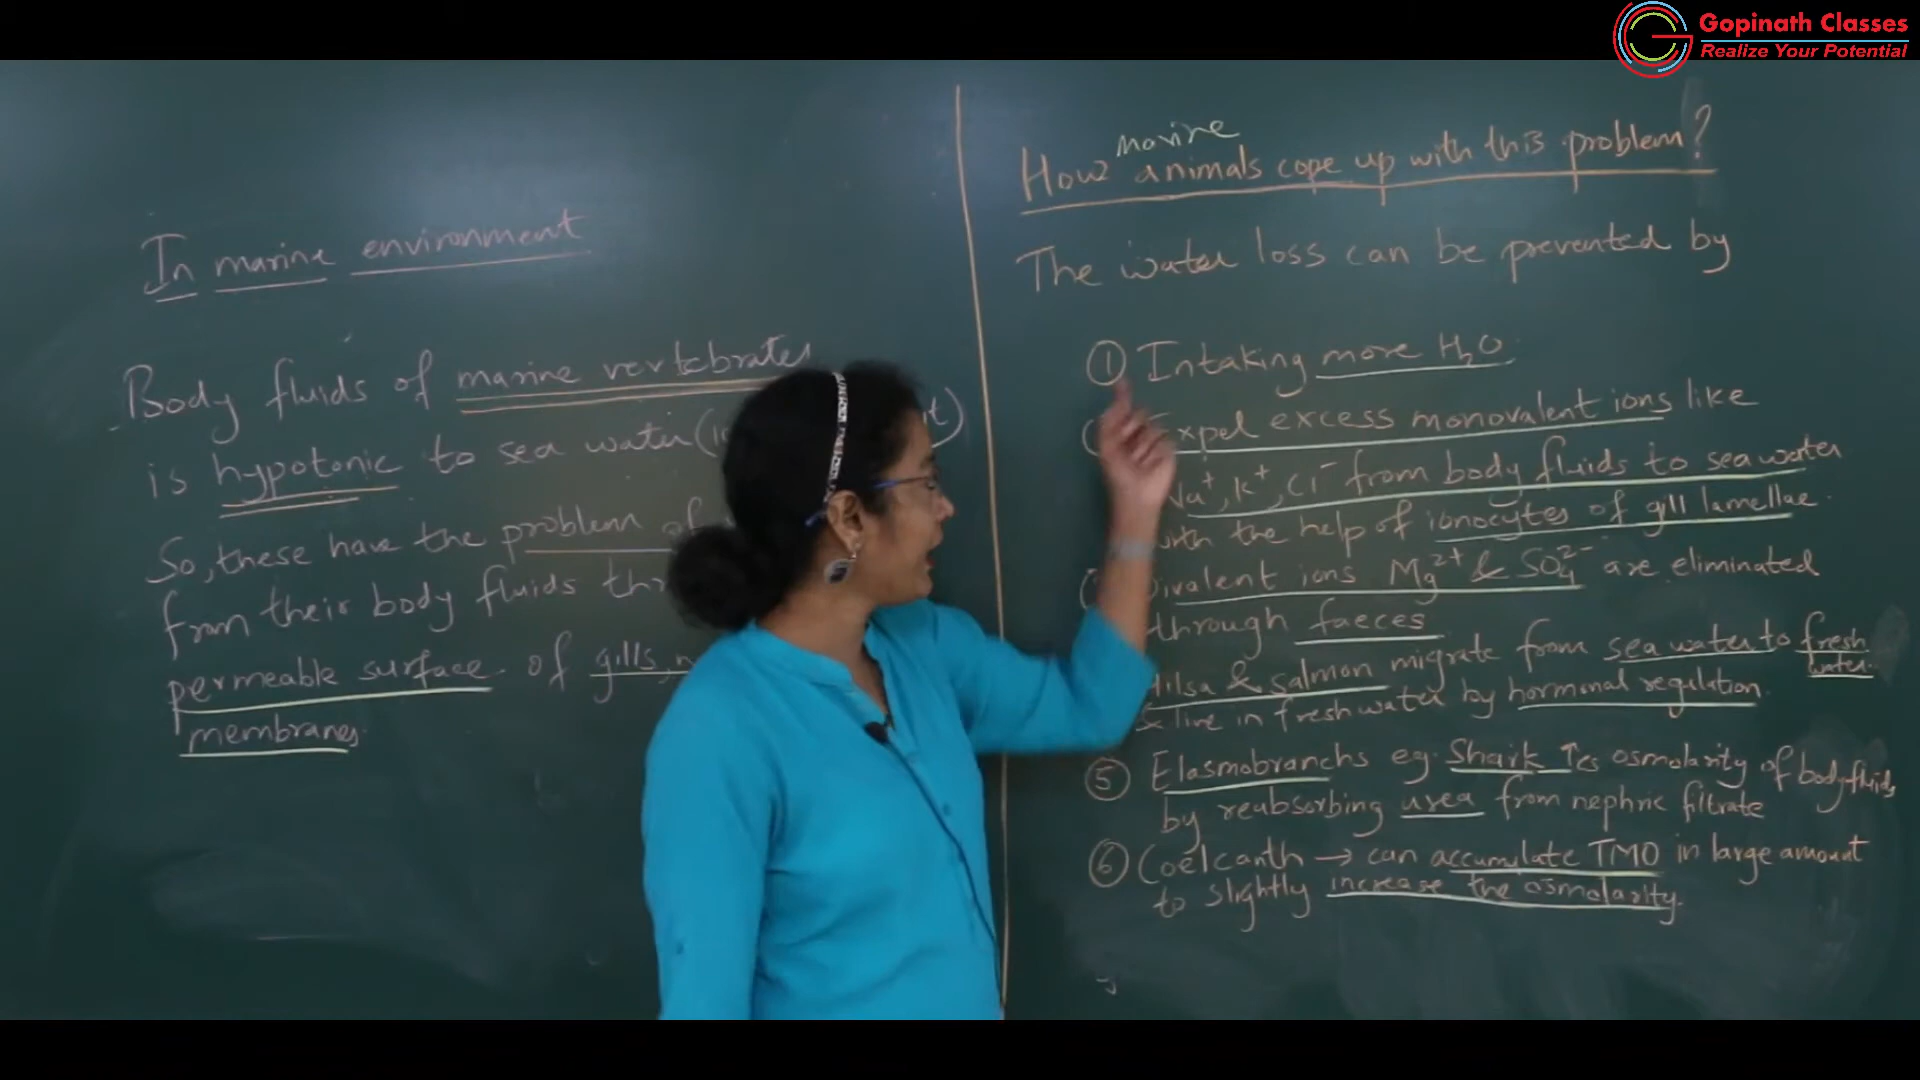 Gopinath Classes
Realize Your Potential
In marine environment
Body fluids of marine vertebrates
is hypotonic to sea water (
So, these have the problem of
from their body fluids
permeable surface of gills,
membranes.
marine
How animals cope up with this problem?
The water loss can be prevented by
① Intaking more H₂O.
Expel excess monovalent ions like
Na⁺, K⁺, Cl⁻ from body fluids to sea water
with the help of ionocytes of gill lamellae.
Divalent ions Mg²⁺ & SO₄²⁻ are eliminated
through faeces
Hilsa & salmon migrate from sea water to fresh water.
& live in fresh water by hormonal regulation.
⑤ Elasmobranchs eg. Shark ↑es osmolarity of body fluids
by reabsorbing urea from nephric filtrate
⑥ Coelcanth → can accumulate TMO in large amount
to slightly increase the osmolarity.